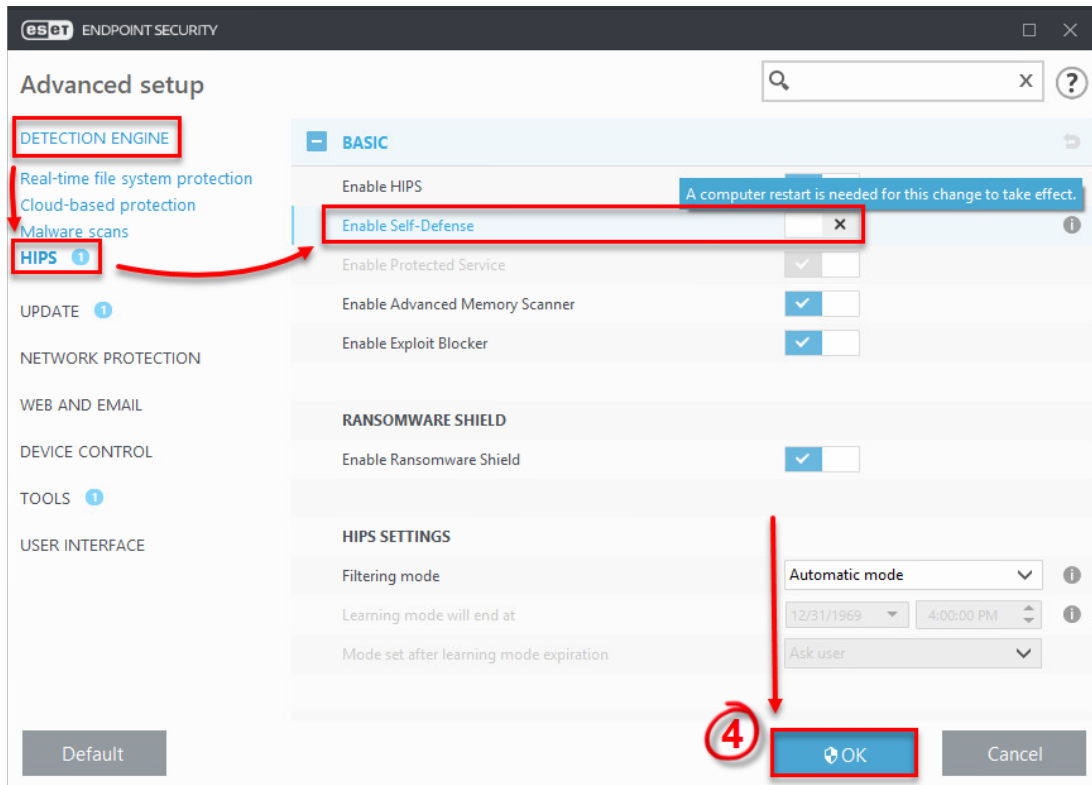 eset ENDPOINT SECURITY
Advanced setup
X
?
DETECTION ENGINE
Real-time file system protection
Cloud-based protection
Malware scans
HIPS 1
UPDATE 1
NETWORK PROTECTION
WEB AND EMAIL
DEVICE CONTROL
TOOLS 1
USER INTERFACE
BASIC
Enable HIPS
A computer restart is needed for this change to take effect.
Enable Self-Defense
Enable Protected Service
Enable Advanced Memory Scanner
Enable Exploit Blocker
RANSOMWARE SHIELD
Enable Ransomware Shield
HIPS SETTINGS
Filtering mode Automatic mode
Learning mode will end at 12/31/1969 4:00:00 PM
Mode set after learning mode expiration Ask user
Default
4
OK
Cancel